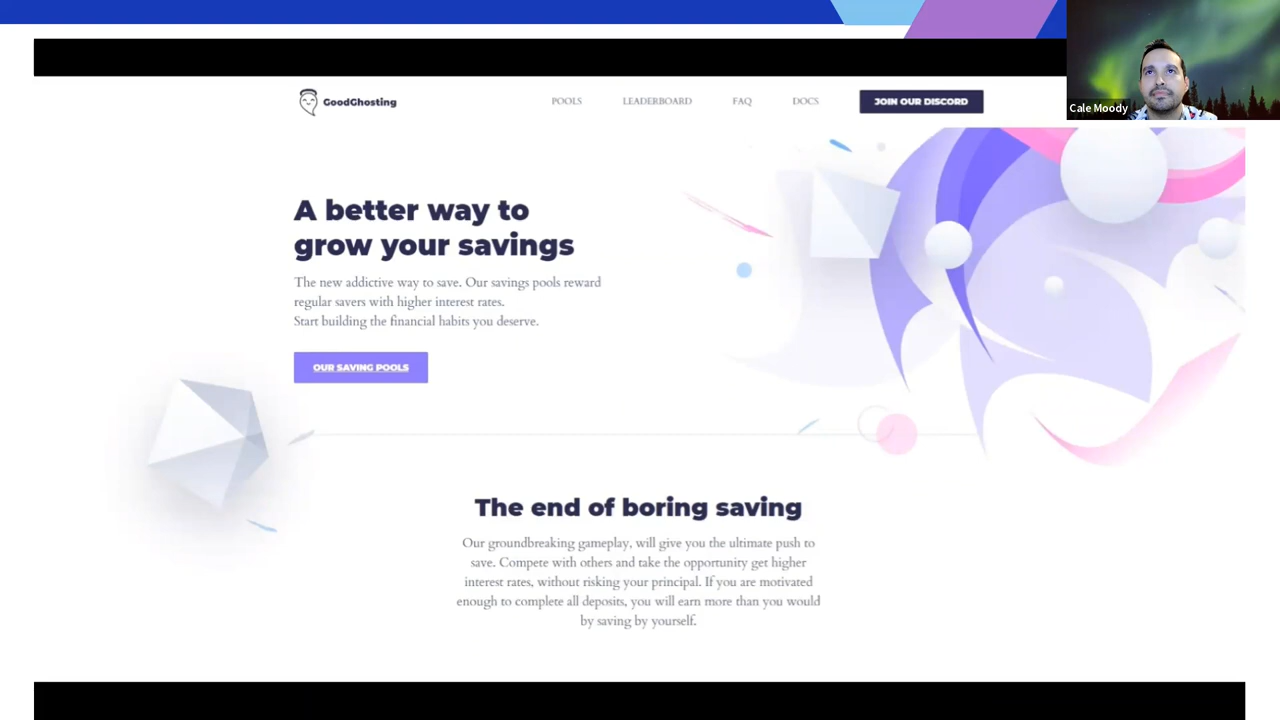 GoodGhosting
POOLS
LEADERBOARD
FAQ
DOCS
JOIN OUR DISCORD
Cale Moody
A better way to
grow your savings
The new addictive way to save. Our savings pools reward
regular savers with higher interest rates.
Start building the financial habits you deserve.
OUR SAVING POOLS
The end of boring saving
Our groundbreaking gameplay, will give you the ultimate push to
save. Compete with others and take the opportunity get higher
interest rates, without risking your principal. If you are motivated
enough to complete all deposits, you will earn more than you would
by saving by yourself.